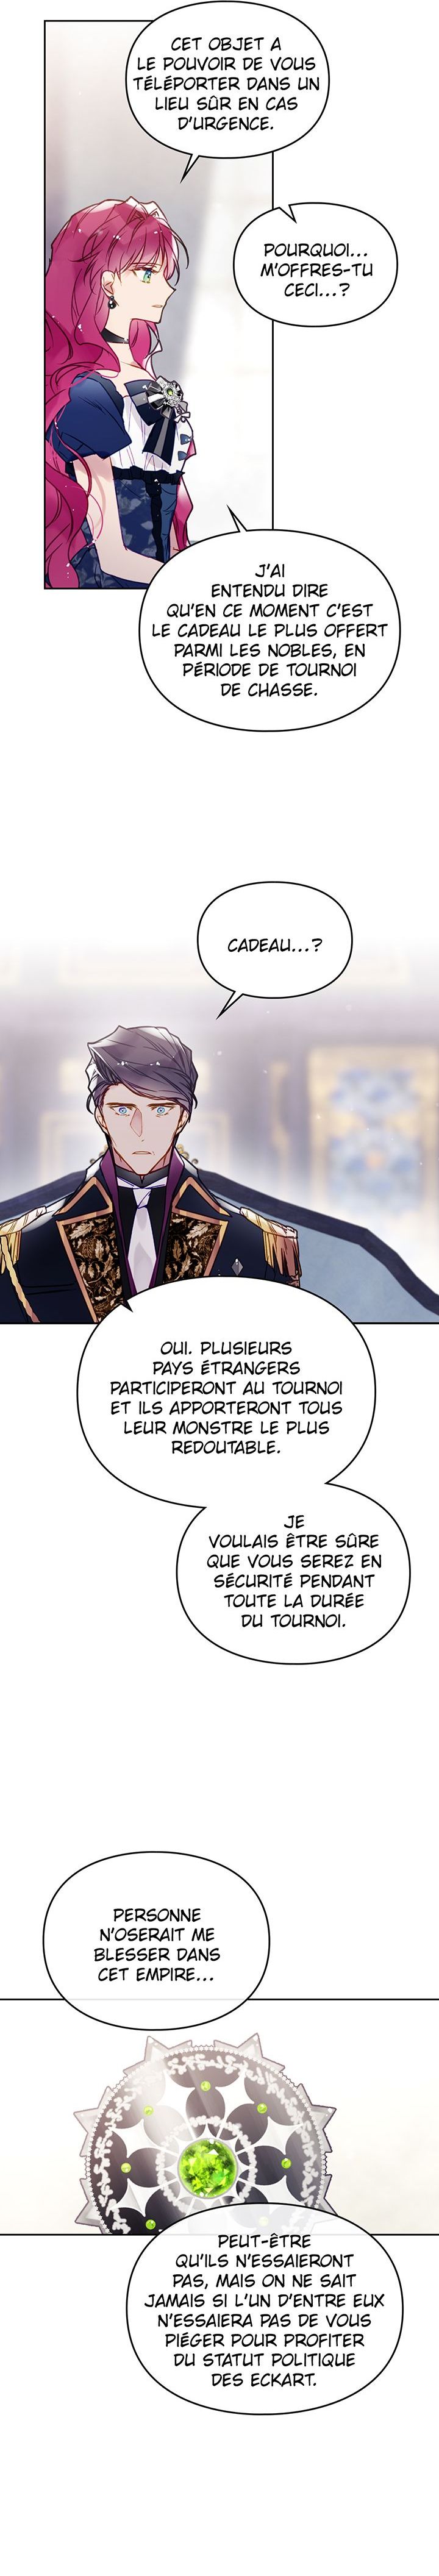 CET OBJET A
LE POUVOIR DE VOUS
TÉLÉPORTER DANS UN
LIEU SÛR EN CAS
D'URGENCE.
POURQUOI...
M'OFFRES-TU
CECI...?
J'AI
ENTENDU DIRE
QU'EN CE MOMENT C'EST
LE CADEAU LE PLUS OFFERT
PARMI LES NOBLES, EN
PÉRIODE DE TOURNOI
DE CHASSE.
CADEAU...?
OUI. PLUSIEURS
PAYS ÉTRANGERS
PARTICIPERONT AU TOURNOI
ET ILS APPORTERONT TOUS
LEUR MONSTRE LE PLUS
REDOUTABLE.
JE
VOULAIS ÊTRE SÛRE
QUE VOUS SEREZ EN
SÉCURITÉ PENDANT
TOUTE LA DURÉE
DU TOURNOI.
PERSONNE
N'OSERAIT ME
BLESSER DANS
CET EMPIRE...
PEUT-ÊTRE
QU'ILS N'ESSAIERONT
PAS, MAIS ON NE SAIT
JAMAIS SI L'UN D'ENTRE EUX
N'ESSAIERA PAS DE VOUS
PIÉGER POUR PROFITER
DU STATUT POLITIQUE
DES ECKART.